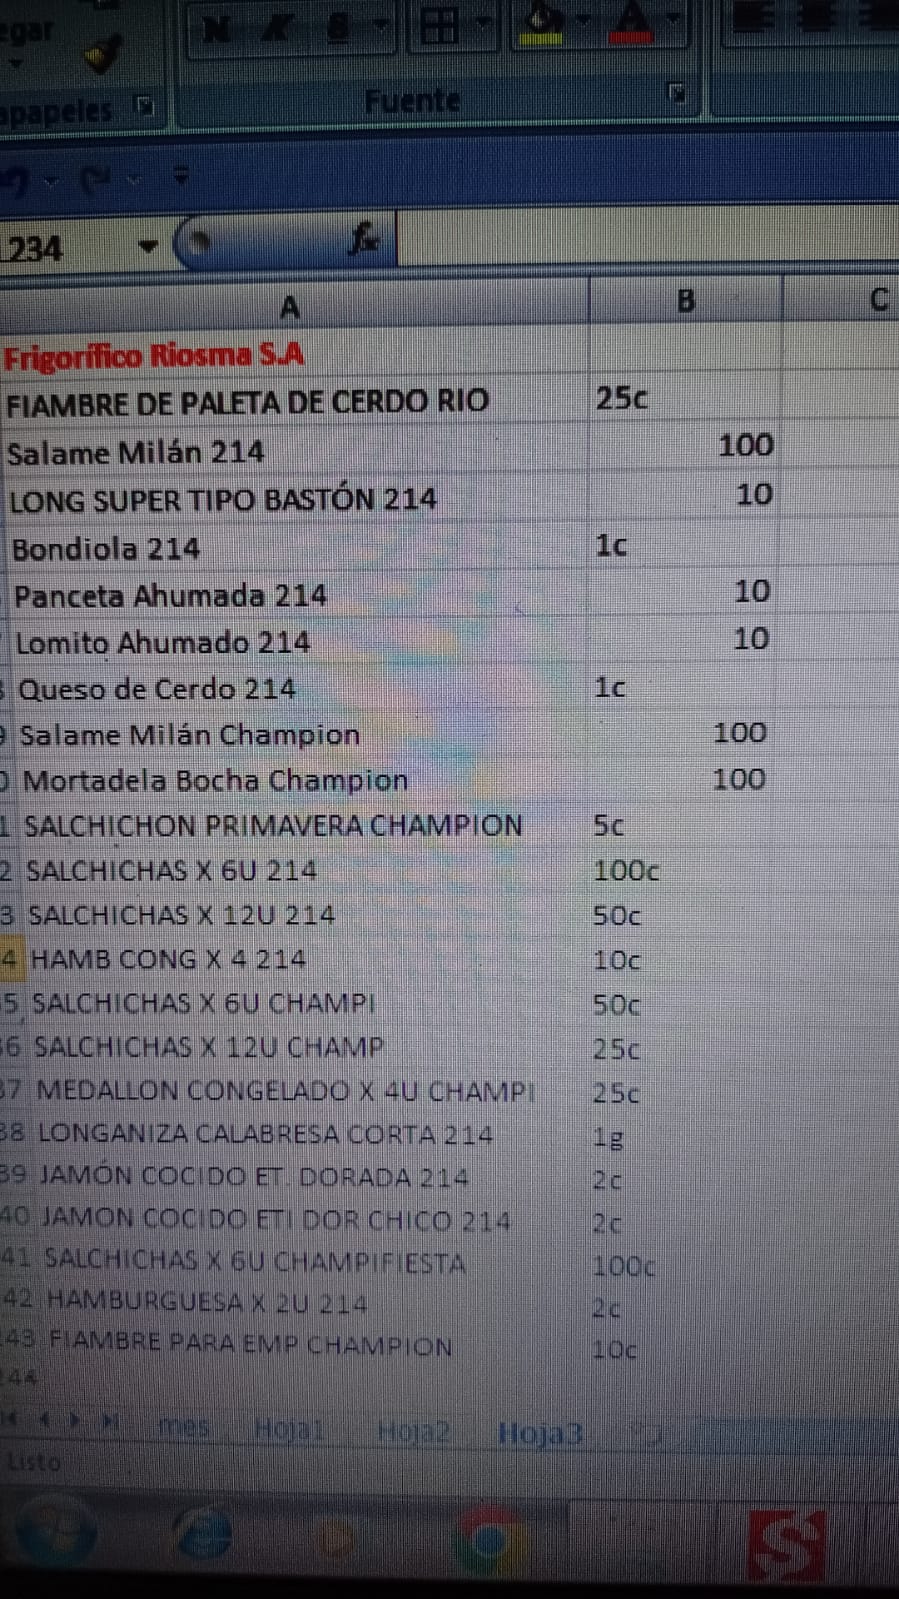 egar
apapeles
N K S A
Fuente
234 fx
A B C
Frigorífico Riosma S.A
FIAMBRE DE PALETA DE CERDO RIO 25c
Salame Milán 214 100
LONG SUPER TIPO BASTÓN 214 10
Bondiola 214 1c
Panceta Ahumada 214 10
Lomito Ahumado 214 10
Queso de Cerdo 214 1c
9 Salame Milán Champion 100
0 Mortadela Bocha Champion 100
1 SALCHICHON PRIMAVERA CHAMPION 5c
2 SALCHICHAS X 6U 214 100c
3 SALCHICHAS X 12U 214 50c
4 HAMB CONG X 4 214 10c
5 SALCHICHAS X 6U CHAMPI 50c
36 SALCHICHAS X 12U CHAMP 25c
37 MEDALLON CONGELADO X 4U CHAMPI 25c
38 LONGANIZA CALABRESA CORTA 214 1g
39 JAMÓN COCIDO ET. DORADA 214 2c
40 JAMON COCIDO ETI DOR CHICO 214 2c
41 SALCHICHAS X 6U CHAMPIFIESTA 100c
42 HAMBURGUESA X 2U 214 2c
243 FIAMBRE PARA EMP CHAMPION 10c
244
mes Hoja1 Hoja2 Hoja3
Listo
S